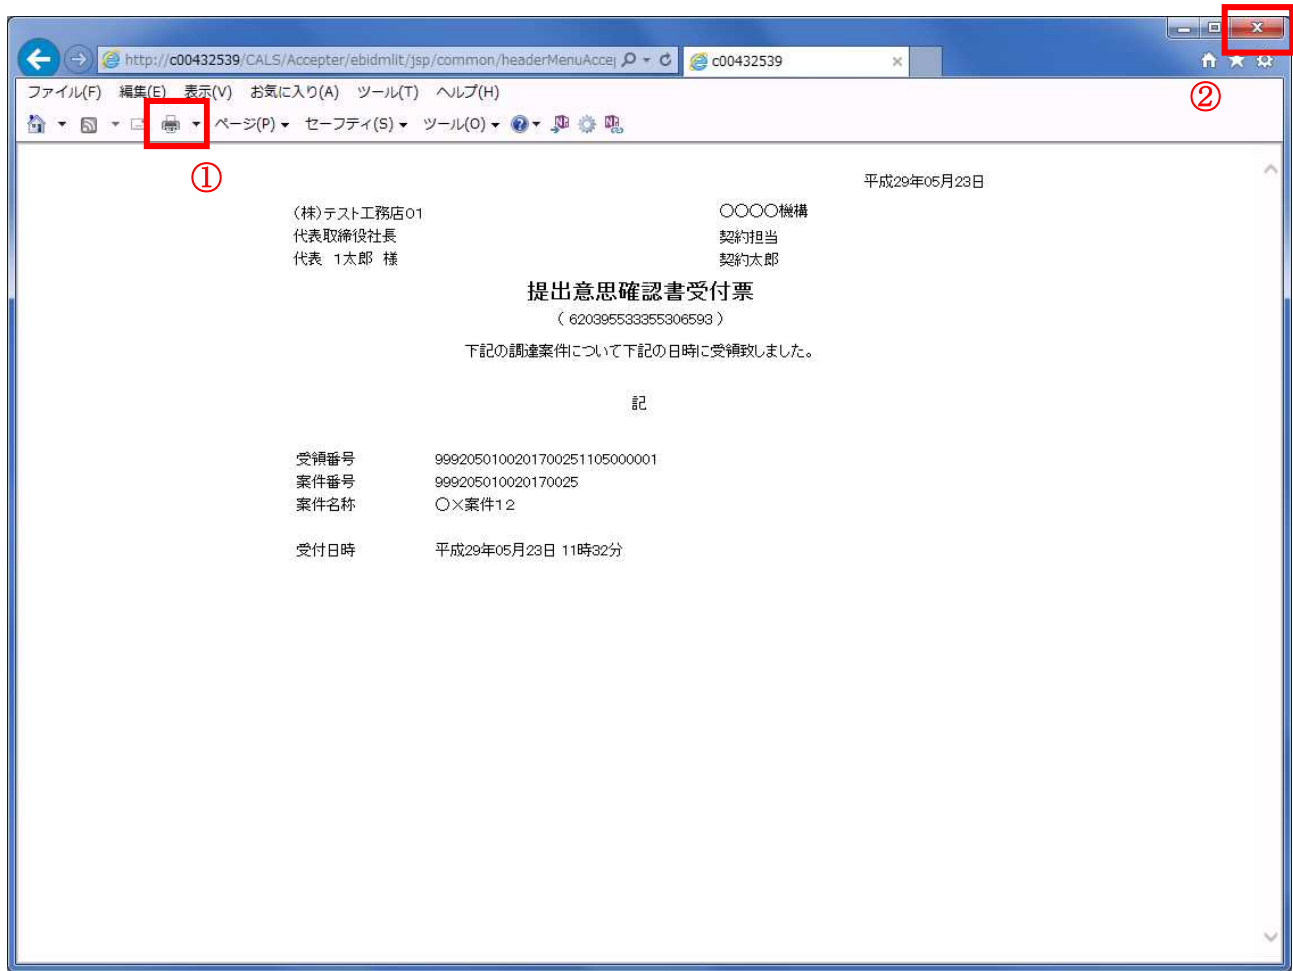 http://c00432539/CALS/Accepter/ebidmlit/jsp/common/headerMenuAccej
c00432539
ファイル(F) 編集(E) 表示(V) お気に入り(A) ツール(T) ヘルプ(H)
②
ページ(P) セーフティ(S) ツール(O)
①
平成29年05月23日
(株)テスト工務店01
〇〇〇〇機構
代表取締役社長
契約担当
代表 1太郎 様
契約太郎
提出意思確認書受付票
( 620395533355306593 )
下記の調達案件について下記の日時に受領致しました。
記
受領番号 9992050100201700251105000001
案件番号 999205010020170025
案件名称 〇×案件12
受付日時 平成29年05月23日 11時32分